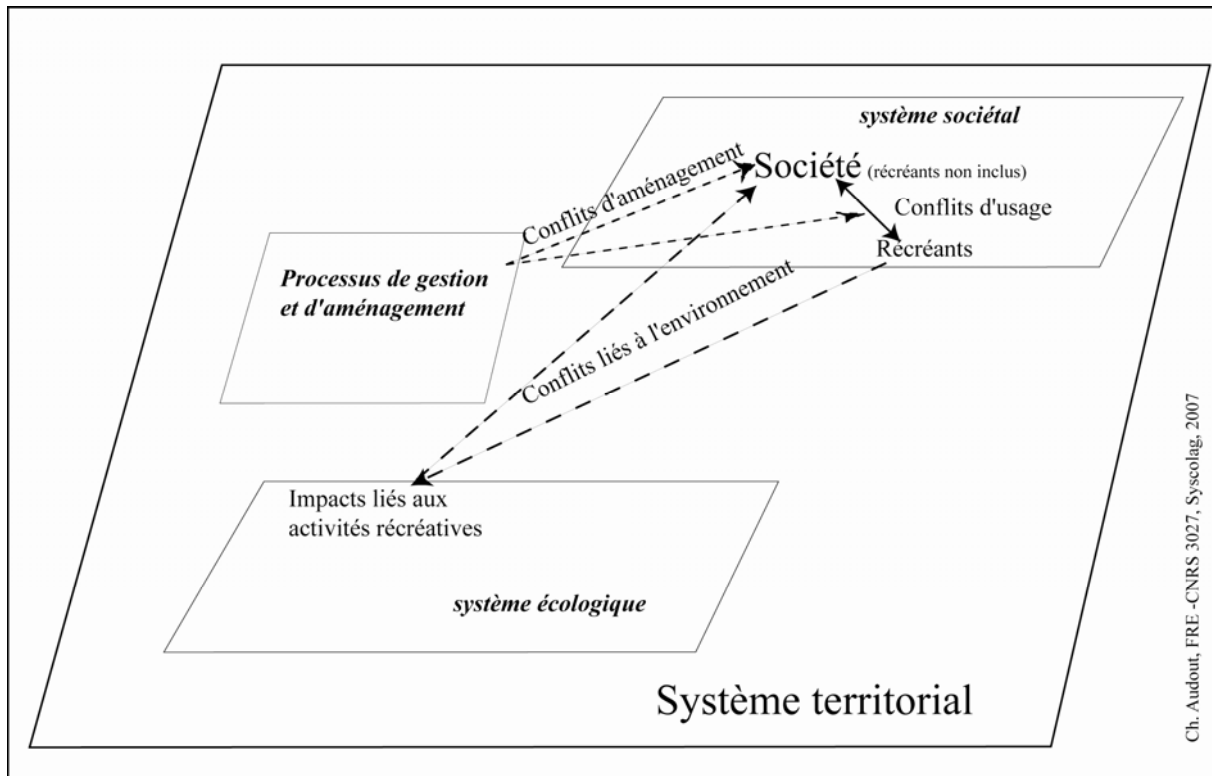 système sociétal
Société (récréants non inclus)
Conflits d'aménagement
Conflits d'usage
Récréants
Processus de gestion
et d'aménagement
Conflits liés à l'environnement
Impacts liés aux
activités récréatives
système écologique
Système territorial
Ch. Audout, FRE -CNRS 3027, Syscolag, 2007